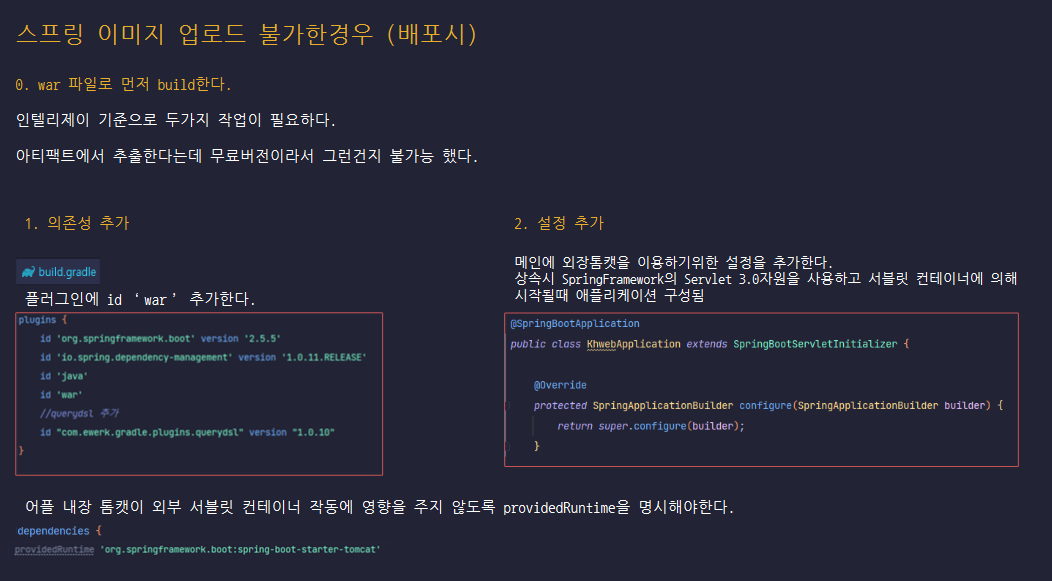 스프링 이미지 업로드 불가한경우 (배포시)
0. war 파일로 먼저 build한다.
인텔리제이 기준으로 두가지 작업이 필요하다.
아티팩트에서 추출한다는데 무료버전이라서 그런건지 불가능 했다.
1. 의존성 추가
build.gradle
플러그인에 id ‘war’ 추가한다.
plugins {
id 'org.springframework.boot' version '2.5.5'
id 'io.spring.dependency-management' version '1.0.11.RELEASE'
id 'java'
id 'war'
//querydsl 추가
id "com.ewerk.gradle.plugins.querydsl" version "1.0.10"
}
2. 설정 추가
메인에 외장톰캣을 이용하기위한 설정을 추가한다.
상속시 SpringFramework의 Servlet 3.0자원을 사용하고 서블릿 컨테이너에 의해
시작될때 애플리케이션 구성됨
@SpringBootApplication
public class KhwebApplication extends SpringBootServletInitializer {
@Override
protected SpringApplicationBuilder configure(SpringApplicationBuilder builder) {
return super.configure(builder);
}
어플 내장 톰캣이 외부 서블릿 컨테이너 작동에 영향을 주지 않도록 providedRuntime을 명시해야한다.
dependencies {
providedRuntime 'org.springframework.boot:spring-boot-starter-tomcat'